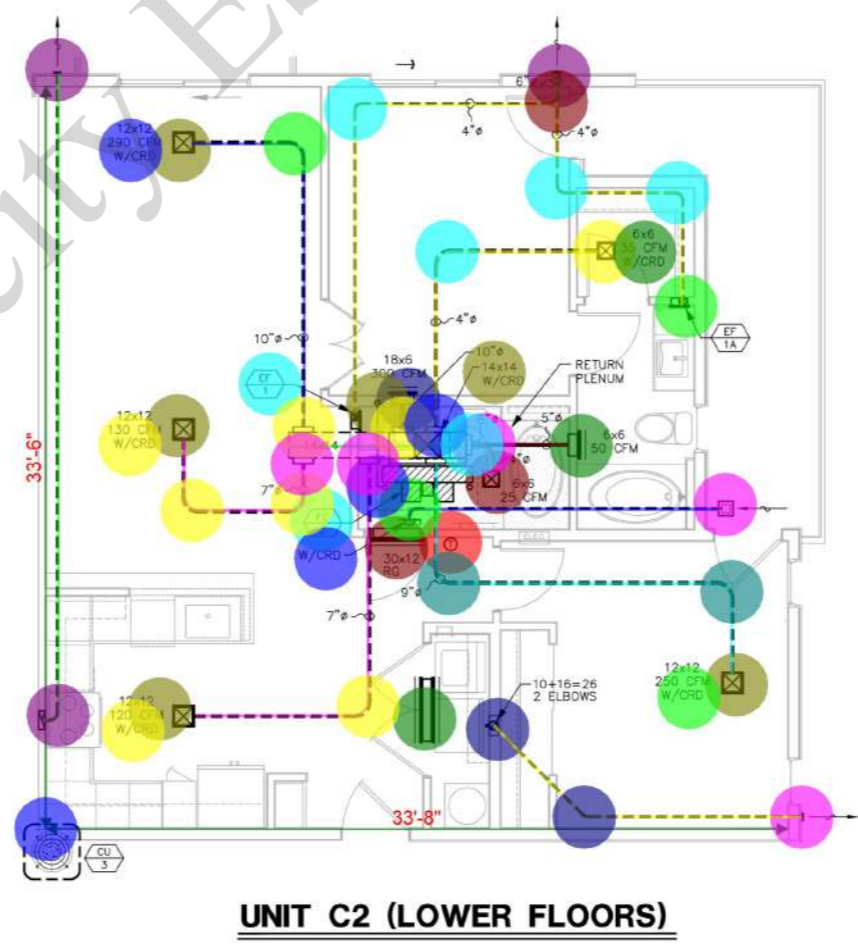 City E
6"ø
12x12
290 CFM
W/CRD
4"ø
4"ø
6x6
35 CFM
W/CRD
4"ø
10"ø
EF
1A
18x6
300 CFM
10"ø
14x14
W/CRD
RETURN
PLENUM
EF
1
12x12
130 CFM
W/CRD
14x14
5"ø
6x6
50 CFM
4"ø
33'-6"
7"ø
6x6
25 CFM
W/CRD
30x12
RG
T
9"ø
7"ø
12x12
120 CFM
W/CRD
10+16=26
2 ELBOWS
12x12
250 CFM
W/CRD
33'-8"
CU
3
UNIT C2 (LOWER FLOORS)